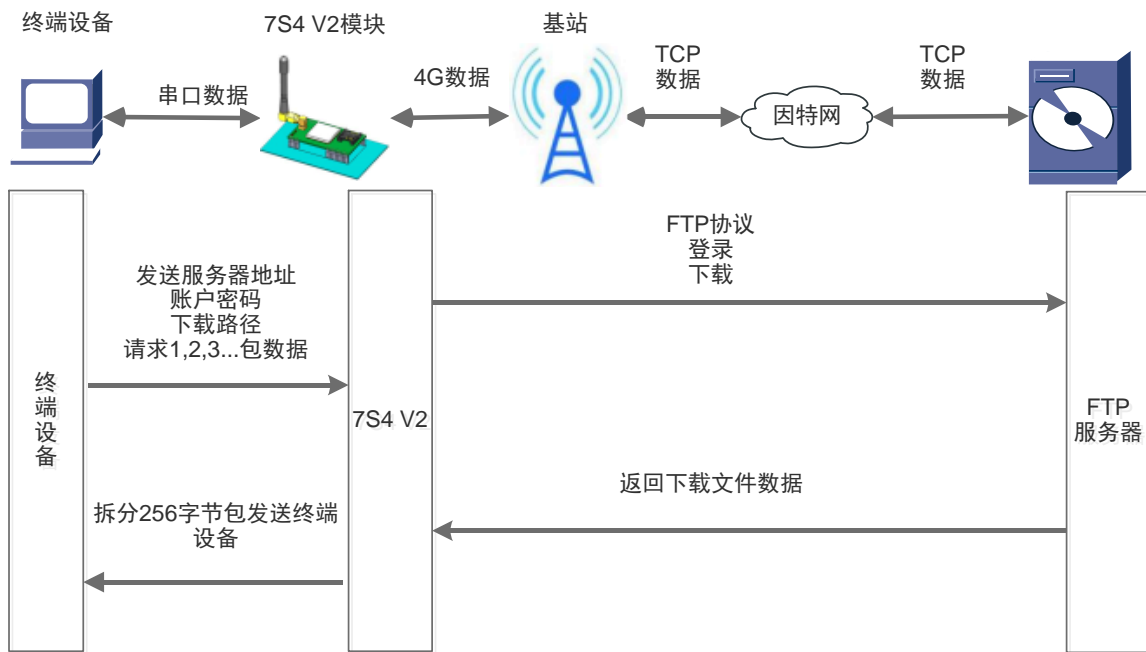 终端设备
7S4 V2模块
基站
TCP
数据
TCP
数据
串口数据
4G数据
因特网
FTP协议
登录
下载
发送服务器地址
账户密码
下载路径
请求1,2,3...包数据
终
端
设
备
7S4 V2
FTP
服务器
返回下载文件数据
拆分256字节包发送终端
设备